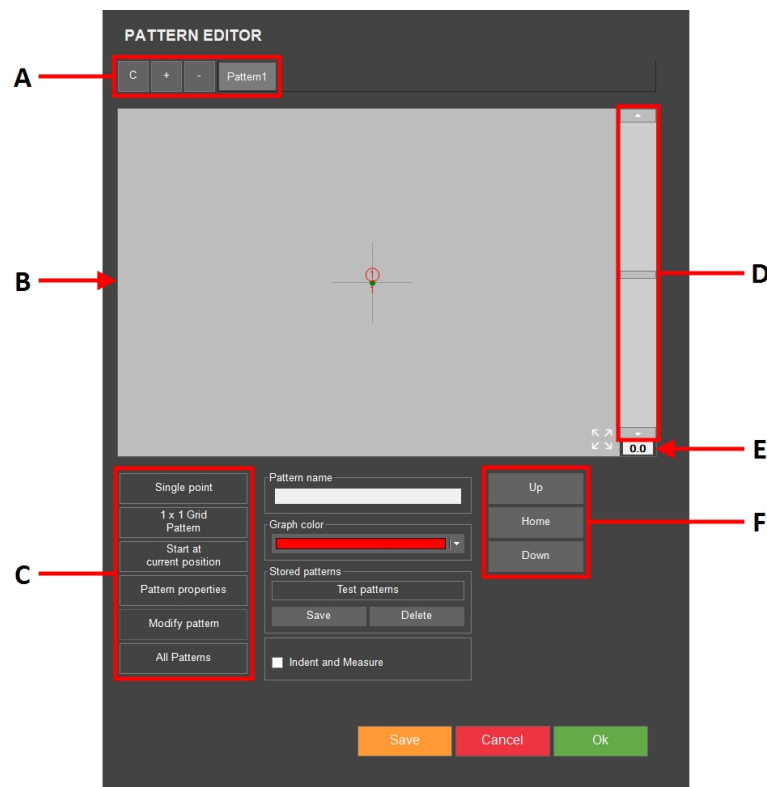 PATTERN EDITOR
A
C + - Pattern1
1
B
D
0.0
E
Single point
1 x 1 Grid
Pattern
Start at
current position
Pattern properties
Modify pattern
All Patterns
C
Pattern name
Graph color
Stored patterns
Test patterns
Save Delete
Indent and Measure
Up
Home
Down
F
Save Cancel Ok